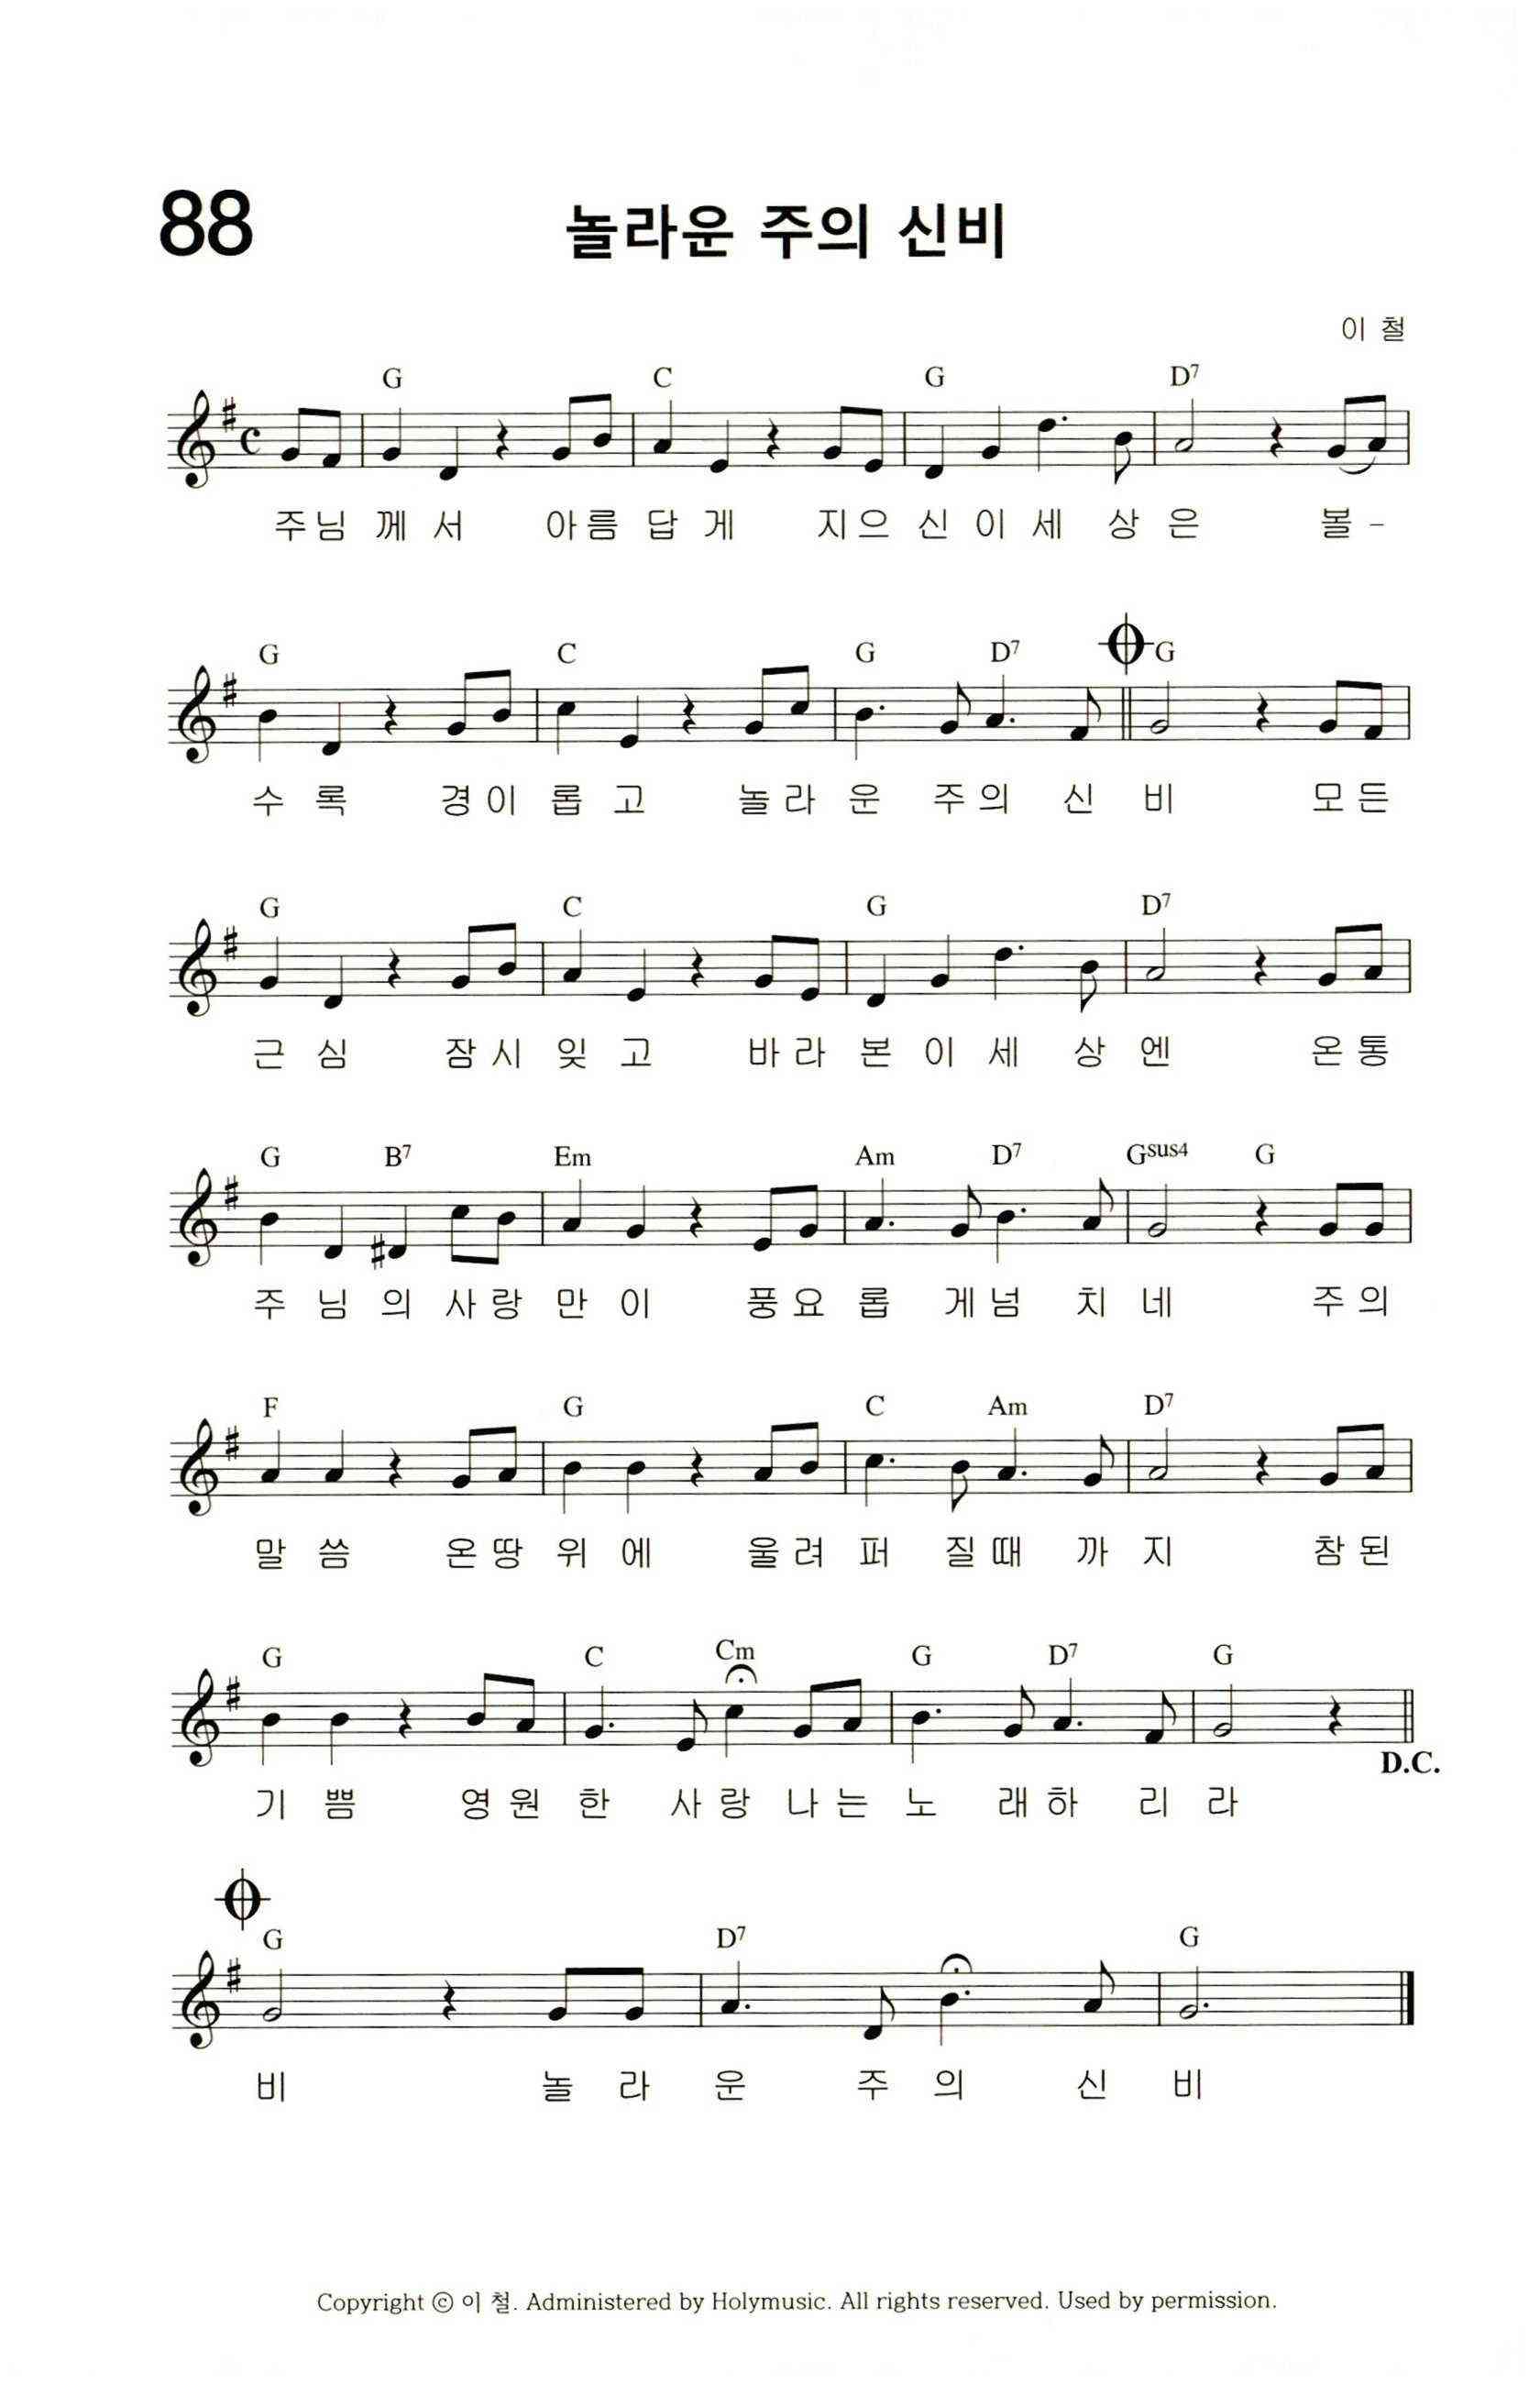 88
놀라운 주의 신비
이 철
G C G D7
주님 께 서 아름 답 게 지으 신 이 세 상 은 볼 -
G C G D7 G
수 록 경이 롭 고 놀라 운 주의 신 비 모든
G C G D7
근 심 잠시 잊 고 바라 본 이 세 상 엔 온통
G B7 Em Am D7 Gsus4 G
주 님 의 사랑 만 이 풍요 롭 게넘 치 네 주의
F G C Am D7
말 씀 온땅 위 에 울려 퍼 질때 까 지 참된
G C Cm G D7 G
D.C.
기 쁨 영원 한 사랑 나는 노 래하 리 라
G D7 G
비 놀 라 운 주 의 신 비
Copyright ⓒ 이 철. Administered by Holymusic. All rights reserved. Used by permission.